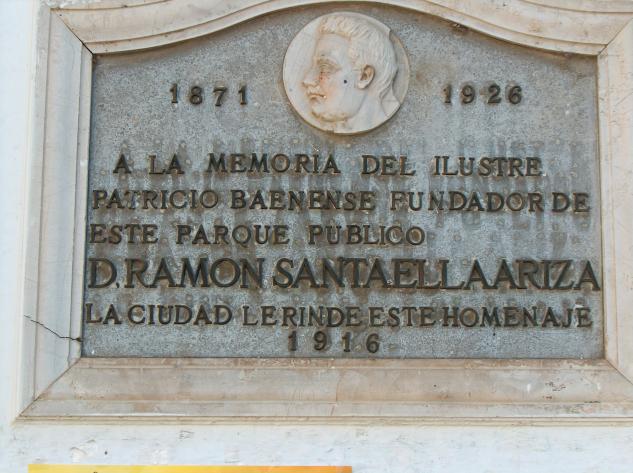 1871 1926
A LA MEMORIA DEL ILUSTRE
PATRICIO BAENENSE FUNDADOR DE
ESTE PARQUE PUBLICO
D. RAMON SANTAELLA ARIZA
LA CIUDAD LE RINDE ESTE HOMENAJE
1916